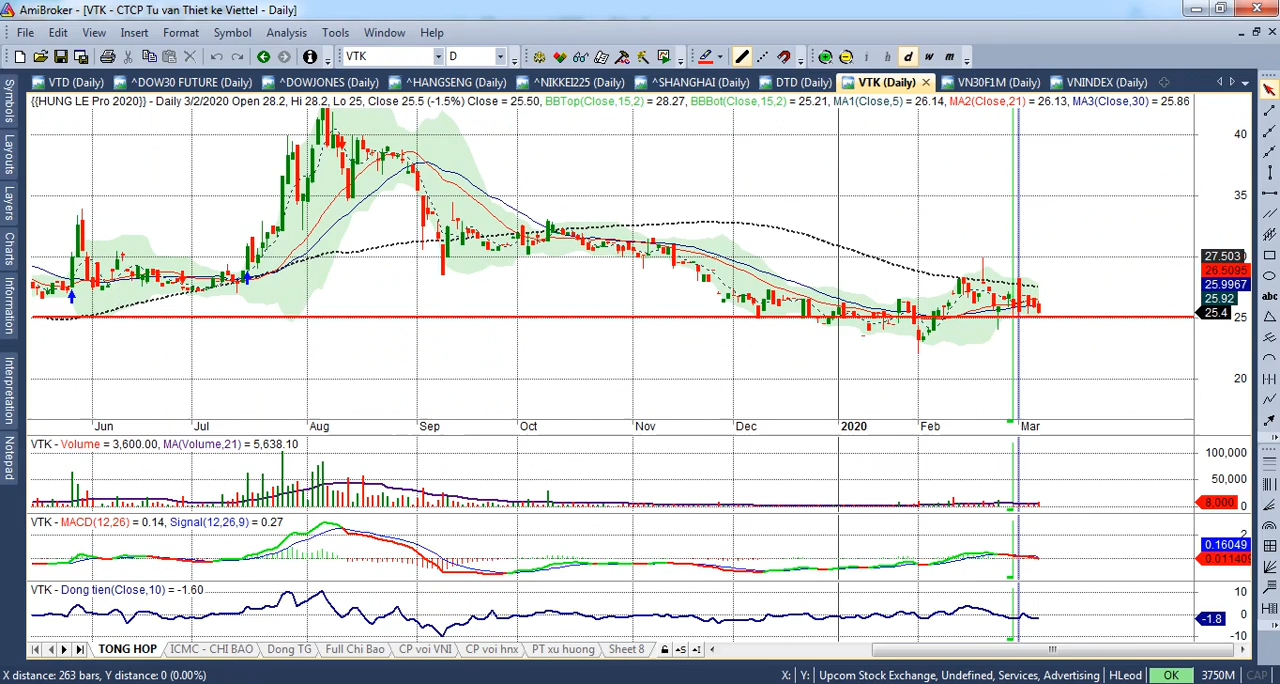 AmiBroker - [VTK - CTCP Tu van Thiet ke Viettel - Daily]
File Edit View Insert Format Symbol Analysis Tools Window Help
VTK D i i d w m
VTD (Daily) ^DOW30 FUTURE (Daily) ^DOWJONES (Daily) ^HANGSENG (Daily) ^NIKKEI225 (Daily) ^SHANGHAI (Daily) DTD (Daily) VTK (Daily) VN30F1M (Daily) VNINDEX (Daily)
{{HUNG LE Pro 2020}} - Daily 3/2/2020 Open 28.2, Hi 28.2, Lo 25, Close 25.5 (-1.5%) Close = 25.50, BBTop(Close,15,2) = 28.27, BBBot(Close,15,2) = 25.21, MA1(Close,5) = 26.14, MA2(Close,21) = 26.13, MA3(Close,30) = 25.86
Symbols
Layouts
Layers
Charts
Information
Interpretation
Notepad
40
35
27.503
26.5095
25.9967
25.92
25.4
25
20
abc
Jun Jul Aug Sep Oct Nov Dec 2020 Feb Mar
VTK - Volume = 3,600.00, MA(Volume,21) = 5,638.10
100,000
50,000
8,000
0
VTK - MACD(12,26) = 0.14, Signal(12,26,9) = 0.27
2
0.16049
0.01140
VTK - Dong tien(Close,10) = -1.60
10
0
-1.8
-10
TONG HOP ICMC - CHI BAO Dong TG Full Chi Bao CP voi VNI CP voi hnx PT xu huong Sheet 8
X distance: 263 bars, Y distance: 0 (0.00%) X: Y: Upcom Stock Exchange, Undefined, Services, Advertising HLeod OK 3750M CAP